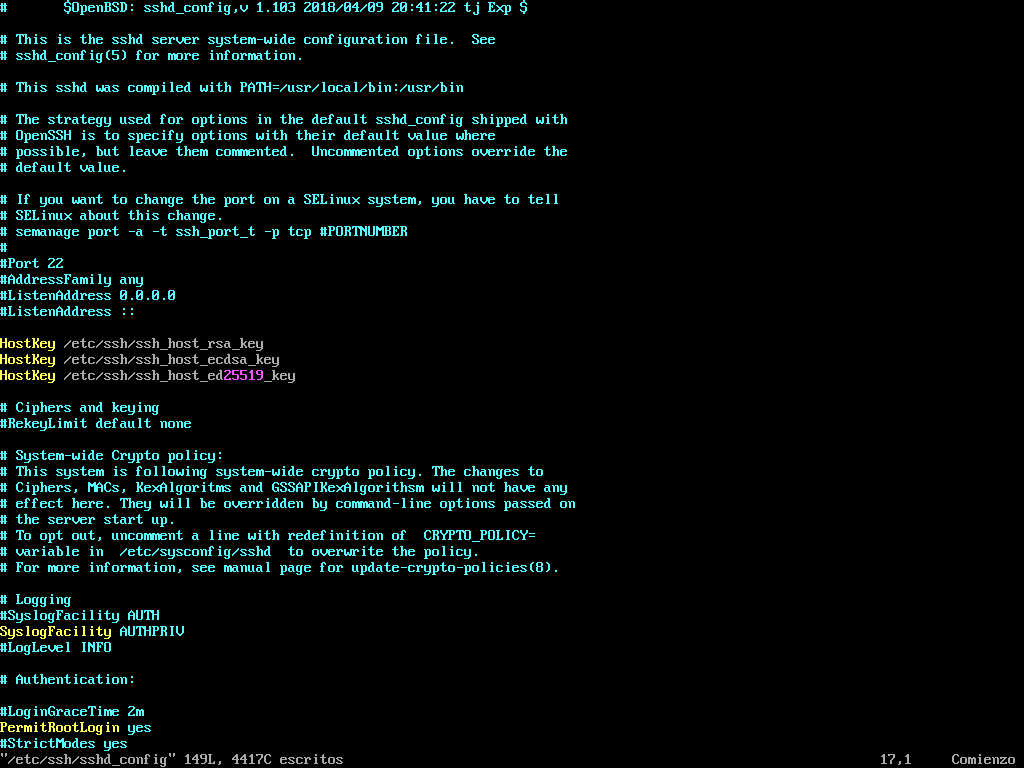 #       $OpenBSD: sshd_config,v 1.103 2018/04/09 20:41:22 tj Exp $

# This is the sshd server system-wide configuration file.  See
# sshd_config(5) for more information.

# This sshd was compiled with PATH=/usr/local/bin:/usr/bin

# The strategy used for options in the default sshd_config shipped with
# OpenSSH is to specify options with their default value where
# possible, but leave them commented.  Uncommented options override the
# default value.

# If you want to change the port on a SELinux system, you have to tell
# SELinux about this change.
# semanage port -a -t ssh_port_t -p tcp #PORTNUMBER
#
#Port 22
#AddressFamily any
#ListenAddress 0.0.0.0
#ListenAddress ::

HostKey /etc/ssh/ssh_host_rsa_key
HostKey /etc/ssh/ssh_host_ecdsa_key
HostKey /etc/ssh/ssh_host_ed25519_key

# Ciphers and keying
#RekeyLimit default none

# System-wide Crypto policy:
# This system is following system-wide crypto policy. The changes to
# Ciphers, MACs, KexAlgoritms and GSSAPIKexAlgorithsm will not have any
# effect here. They will be overridden by command-line options passed on
# the server start up.
# To opt out, uncomment a line with redefinition of  CRYPTO_POLICY=
# variable in  /etc/sysconfig/sshd  to overwrite the policy.
# For more information, see manual page for update-crypto-policies(8).

# Logging
#SyslogFacility AUTH
SyslogFacility AUTHPRIV
#LogLevel INFO

# Authentication:

#LoginGraceTime 2m
PermitRootLogin yes
#StrictModes yes
"/etc/ssh/sshd_config" 149L, 4417C escritos 17,1 Comienzo